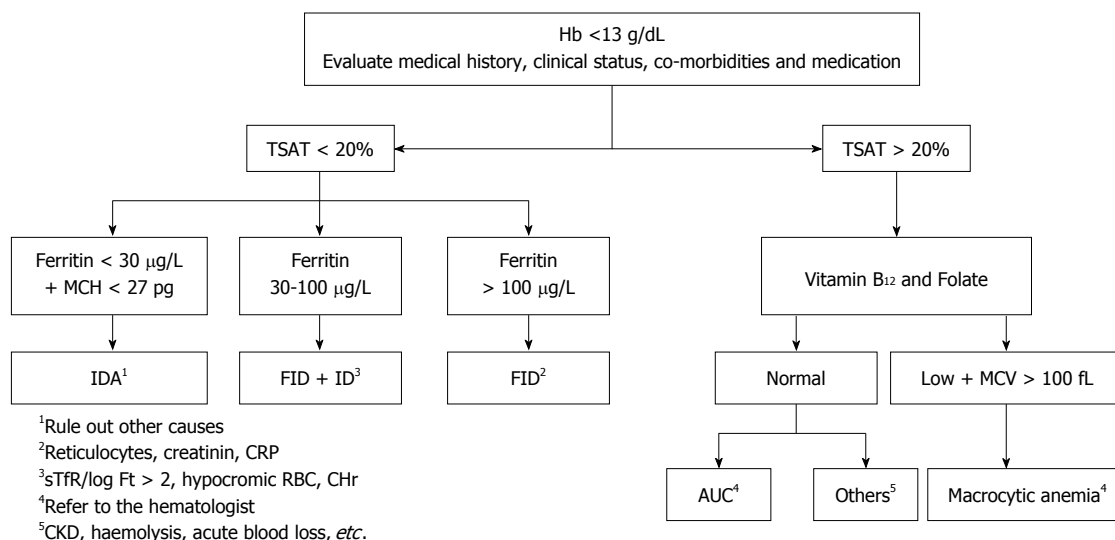 Hb <13 g/dL
Evaluate medical history, clinical status, co-morbidities and medication
TSAT < 20%
TSAT > 20%
Ferritin < 30 μg/L
+ MCH < 27 pg
Ferritin
30-100 μg/L
Ferritin
> 100 μg/L
Vitamin B₁₂ and Folate
IDA¹
FID + ID³
FID²
Normal
Low + MCV > 100 fL
¹Rule out other causes
²Reticulocytes, creatinin, CRP
³sTfR/log Ft > 2, hypocromic RBC, CHr
⁴Refer to the hematologist
⁵CKD, haemolysis, acute blood loss, etc.
AUC⁴
Others⁵
Macrocytic anemia⁴